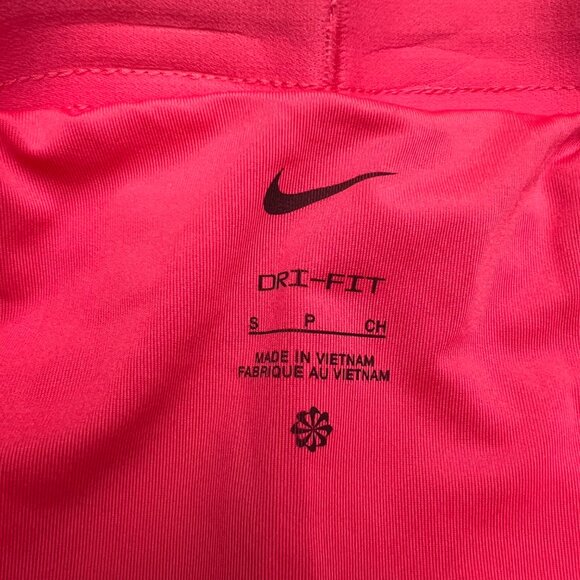 DRI-FIT
S P CH
MADE IN VIETNAM
FABRIQUE AU VIETNAM